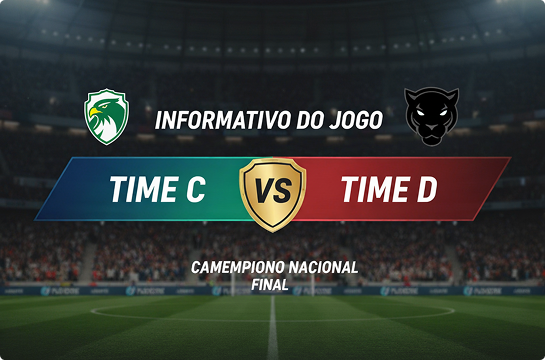 INFORMATIVO DO JOGO
TIME C
VS
TIME D
CAMEMPIONO NACIONAL
FINAL